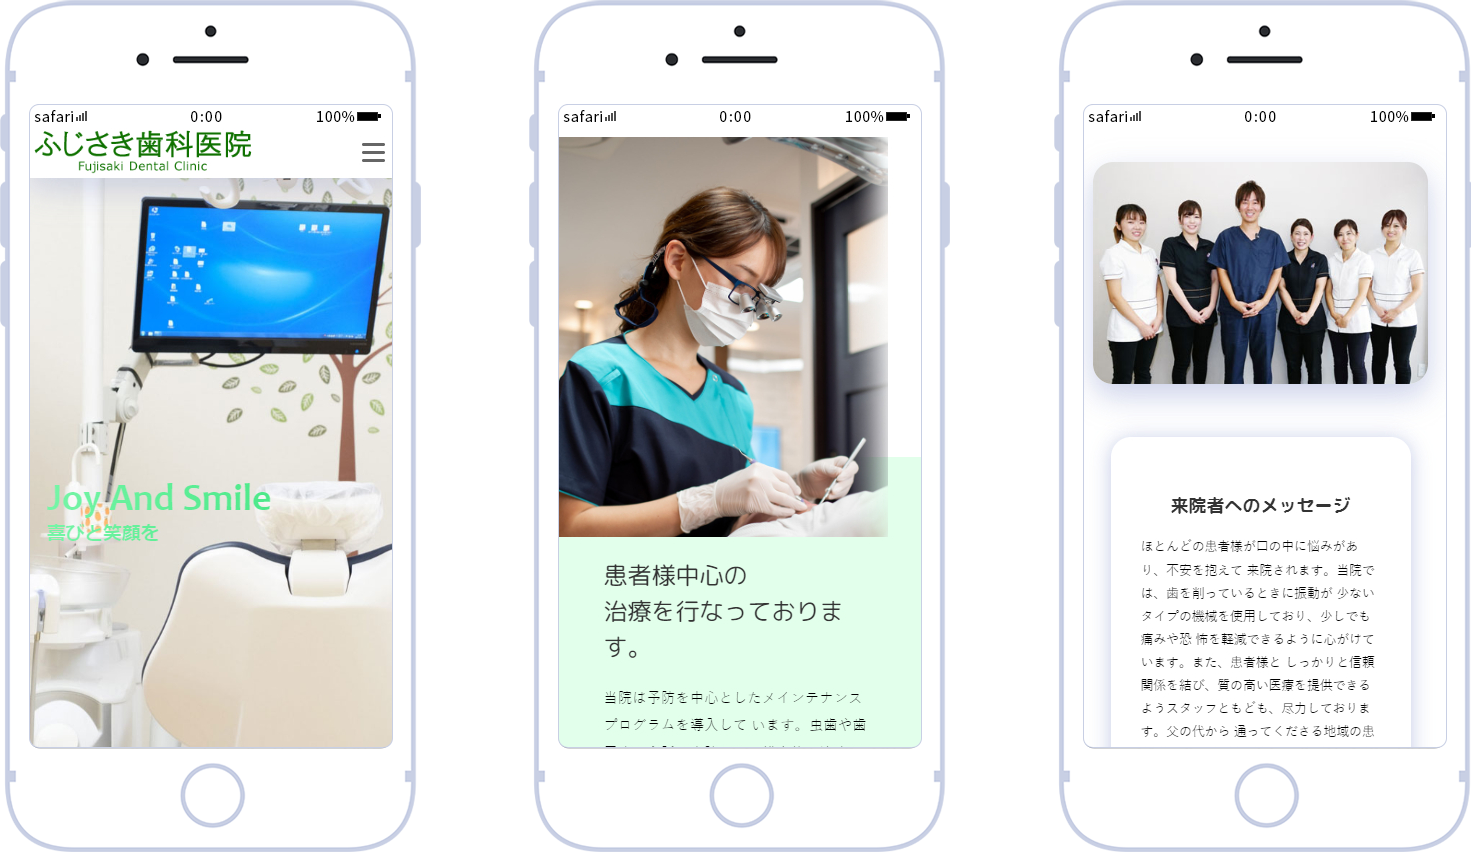 safari 0:00 100%
ふじさき歯科医院
Fujisaki Dental Clinic
Joy And Smile
喜びと笑顔を
safari 0:00 100%
患者様中心の
治療を行なっておりま
す。
当院は予防を中心としたメインテナンス
プログラムを導入して います。虫歯や歯
safari 0:00 100%
来院者へのメッセージ
ほとんどの患者様が口の中に悩みがあ
り、不安を抱えて 来院されます。当院で
は、歯を削っているときに振動が 少ない
タイプの機械を使用しており、少しでも
痛みや恐 怖を軽減できるように心がけて
います。また、患者様と しっかりと信頼
関係を結び、質の高い医療を提供できる
ようスタッフともども、尽力しておりま
す。父の代から 通ってくださる地域の患